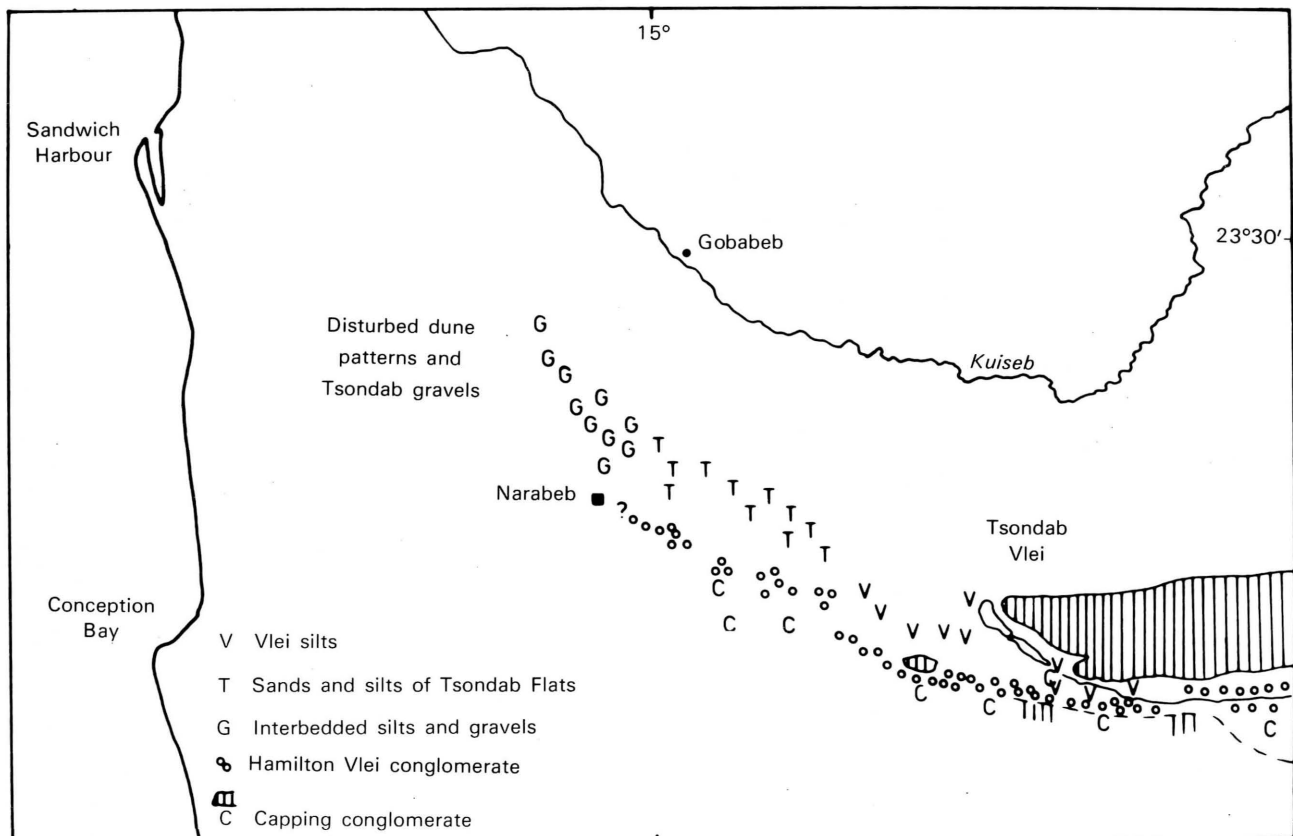 15°
Sandwich
Harbour
Gobabeb
23°30'
Disturbed dune
patterns and
Tsondab gravels
Kuiseb
G
G
G
G
G
G
G
G
G
G
T
T
T
T
T
T
T
T
T
T
T
Narabeb
?
Tsondab
Vlei
Conception
Bay
V
V
V
V
V
V
V
V
V
V
C
C
C
C
C
C
C
C
V Vlei silts
T Sands and silts of Tsondab Flats
G Interbedded silts and gravels
Hamilton Vlei conglomerate
C Capping conglomerate